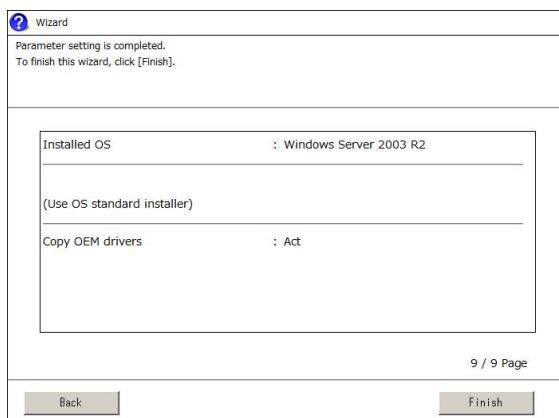 Wizard
Parameter setting is completed.
To finish this wizard, click [Finish].
Installed OS : Windows Server 2003 R2
(Use OS standard installer)
Copy OEM drivers : Act
9 / 9 Page
Back Finish